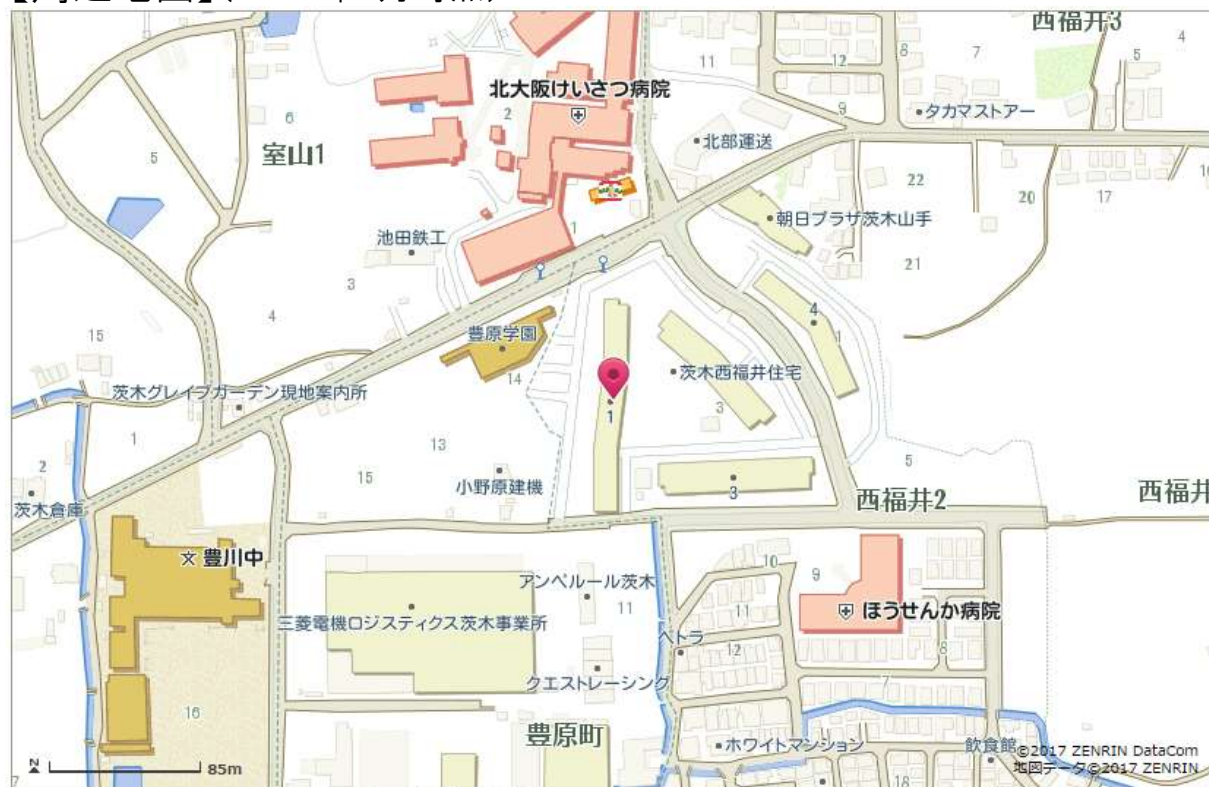 西福井3
11
12
8
7
5
4
北大阪けいさつ病院
9
タカマストアー
6
2
室山1
5
北部運送
22
20
17
16
朝日プラザ茨木山手
池田鉄工
1
21
3
4
4
1
15
豊原学園
茨木西福井住宅
14
茨木グレイブガーデン現地案内所
1
3
1
13
2
5
15
小野原建機
3
西福井
茨木倉庫
西福井2
文 豊川中
10
9
アンペルール茨木
11
11
ほうせんか病院
三菱電機ロジスティクス茨木事業所
ペトラ
12
8
クエストレーシング
7
16
豊原町
ホワイトマンション
飲食館
©2017 ZENRIN DataCom
地図データ©2017 ZENRIN
N
85m
7
18